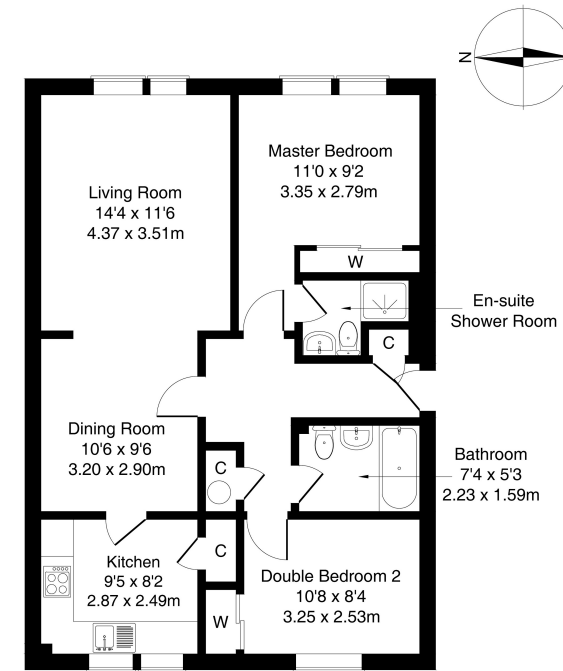 N
Master Bedroom
11'0 x 9'2
3.35 x 2.79m
Living Room
14'4 x 11'6
4.37 x 3.51m
W
En-suite
Shower Room
C
Dining Room
10'6 x 9'6
3.20 x 2.90m
Bathroom
7'4 x 5'3
2.23 x 1.59m
C
C
Kitchen
9'5 x 8'2
2.87 x 2.49m
Double Bedroom 2
10'8 x 8'4
3.25 x 2.53m
W